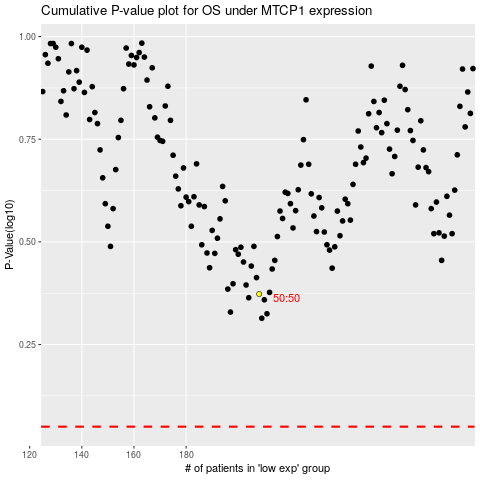 Cumulative P-value plot for OS under MTCP1 expression
P-Value(log10)
1.00
0.75
0.50
0.25
50:50
120 140 160 180
# of patients in 'low exp' group